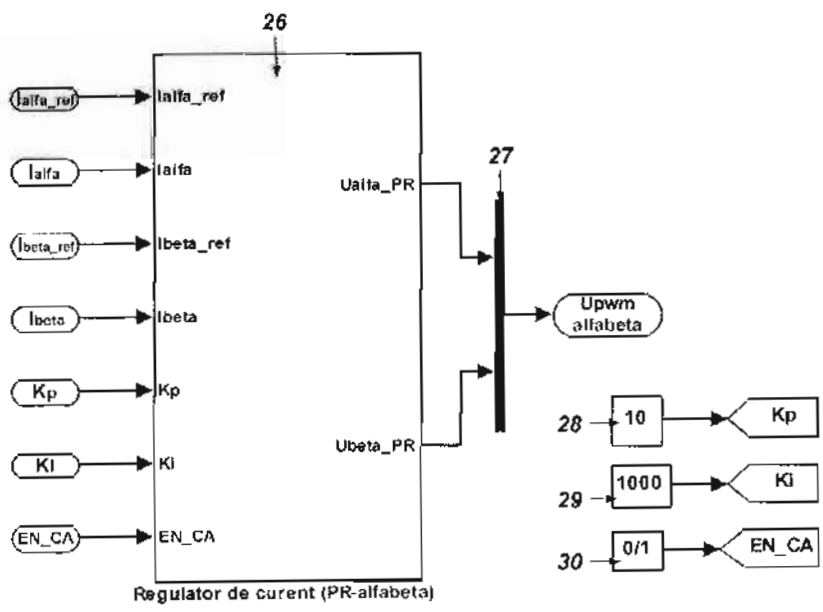 26
Ialfa_ref
Ialfa_ref
Ialfa
Ialfa
Ualfa_PR
27
Ibeta_ref
Ibeta_ref
Ibeta
Ibeta
Upwm
alfabeta
Kp
Kp
Ubeta_PR
28
10
Kp
Ki
Ki
29
1000
Ki
EN_CA
EN_CA
30
0/1
EN_CA
Regulator de curent (PR-alfabeta)